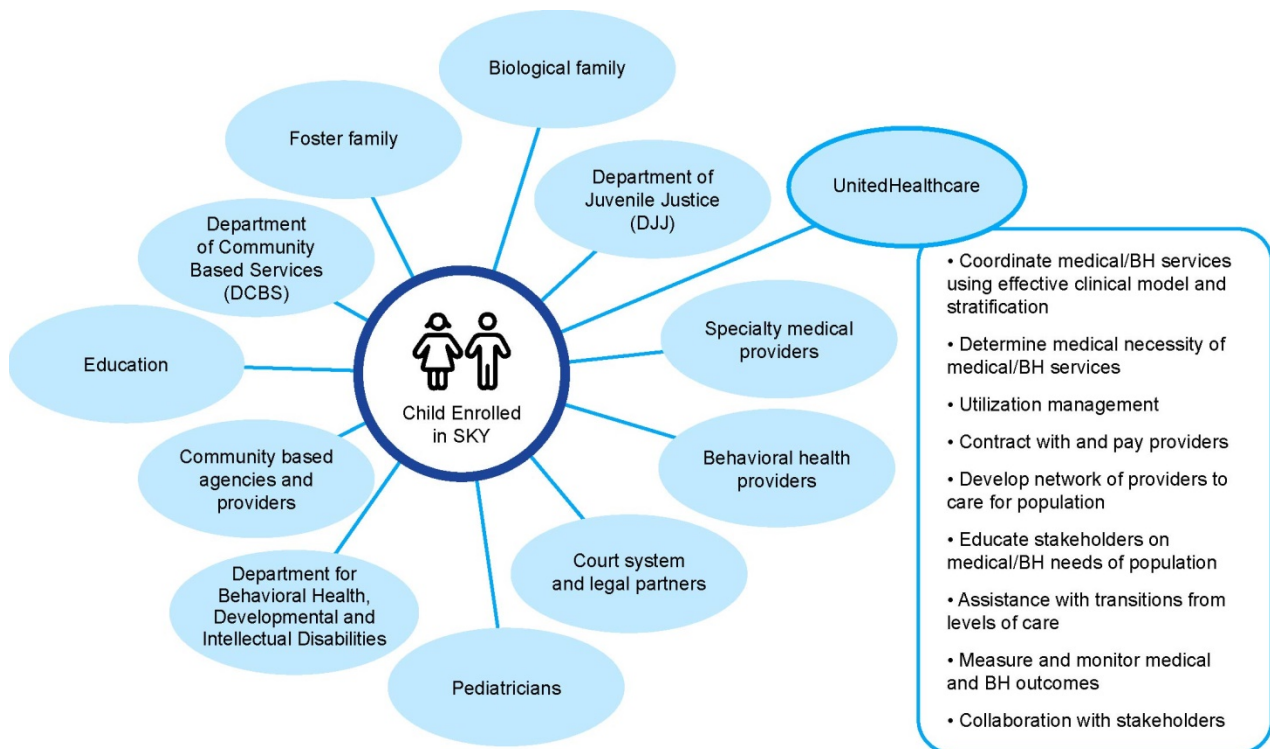 Biological family
Foster family
Department of
Juvenile Justice
(DJJ)
UnitedHealthcare
Department
of Community
Based Services
(DCBS)
Education
Child Enrolled
in SKY
Specialty medical
providers
Community based
agencies and
providers
Behavioral health
providers
Department for
Behavioral Health,
Developmental and
Intellectual Disabilities
Court system
and legal partners
Pediatricians
• Coordinate medical/BH services
using effective clinical model and
stratification
• Determine medical necessity of
medical/BH services
• Utilization management
• Contract with and pay providers
• Develop network of providers to
care for population
• Educate stakeholders on
medical/BH needs of population
• Assistance with transitions from
levels of care
• Measure and monitor medical
and BH outcomes
• Collaboration with stakeholders